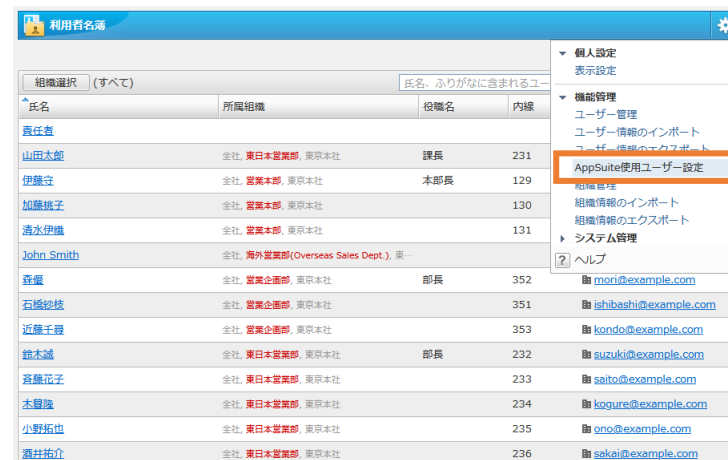 利用者名簿
個人設定
表示設定
機能管理
ユーザー管理
ユーザー情報のインポート
ユーザー情報のエクスポート
AppSuite使用ユーザー設定
組織管理
組織情報のインポート
組織情報のエクスポート
システム管理
? ヘルプ
組織選択 (すべて) 氏名、ふりがなに含まれるユー
氏名 所属組織 役職名 内線
責任者
山田太郎 全社, 東日本営業部, 東京本社 課長 231
伊藤守 全社, 営業本部, 東京本社 本部長 129
加藤桃子 全社, 営業本部, 東京本社 130
清水伊織 全社, 営業本部, 東京本社 131
John Smith 全社, 海外営業部(Overseas Sales Dept.), 東…
森優 全社, 営業企画部, 東京本社 部長 352 mori@example.com
石橋紗枝 全社, 営業企画部, 東京本社 351 ishibashi@example.com
近藤千尋 全社, 営業企画部, 東京本社 353 kondo@example.com
鈴木誠 全社, 東日本営業部, 東京本社 部長 232 suzuki@example.com
斉藤花子 全社, 東日本営業部, 東京本社 233 saito@example.com
木暮隆 全社, 東日本営業部, 東京本社 234 kogure@example.com
小野拓也 全社, 東日本営業部, 東京本社 235 ono@example.com
酒井祐介 全社, 東日本営業部, 東京本社 236 sakai@example.com